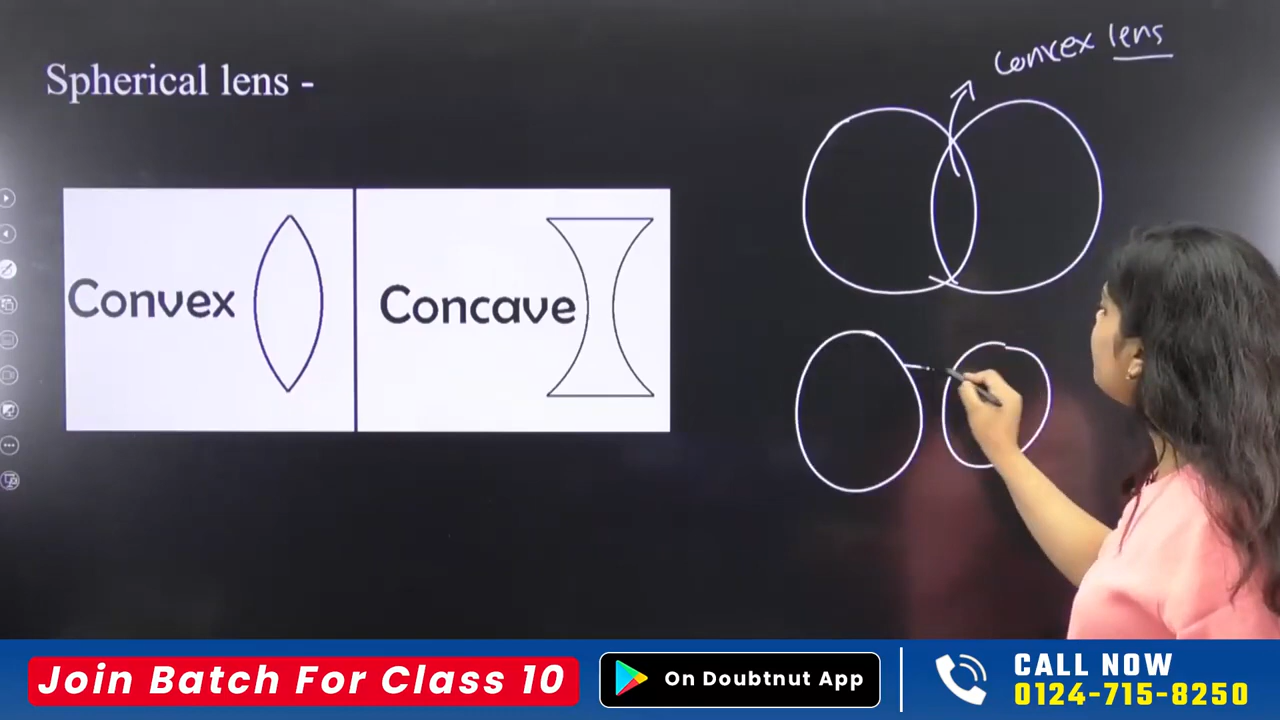 Spherical lens -
Convex lens
Convex
Concave
Join Batch For Class 10
On Doubtnut App
CALL NOW
0124-715-8250